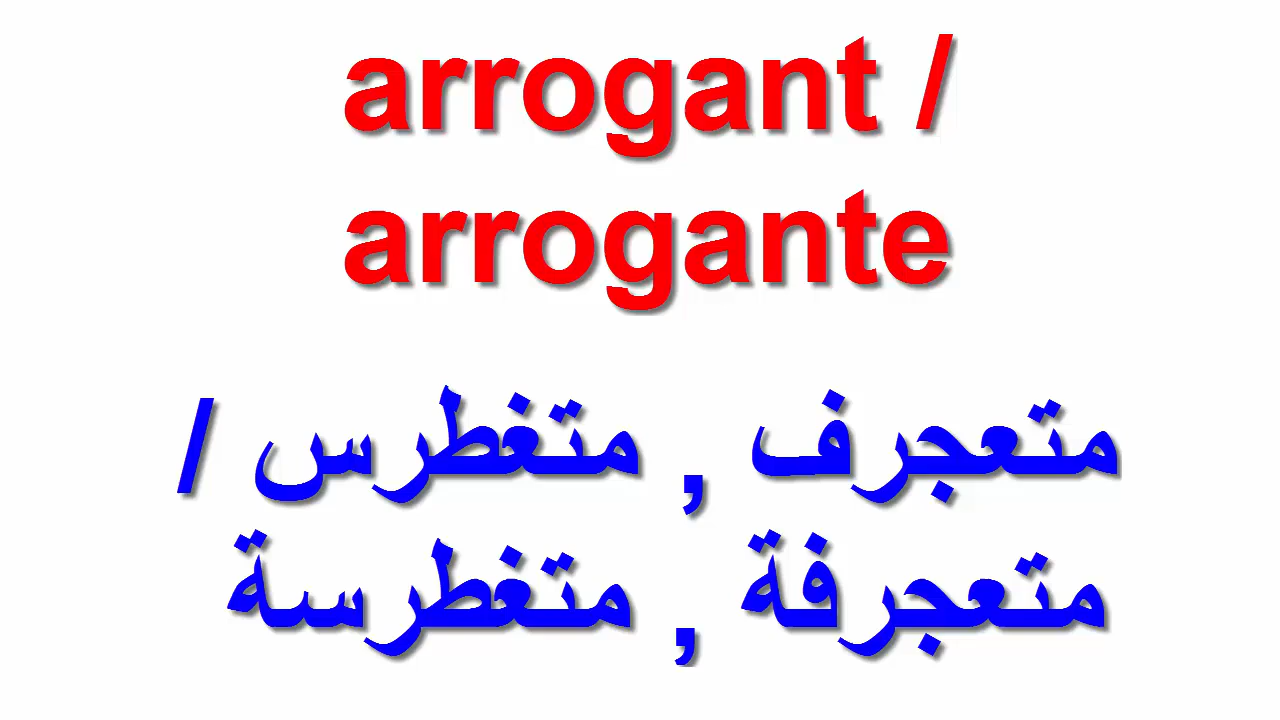 arrogant /
arrogante
متعجرف , متغطرس /
متعجرفة , متغطرسة